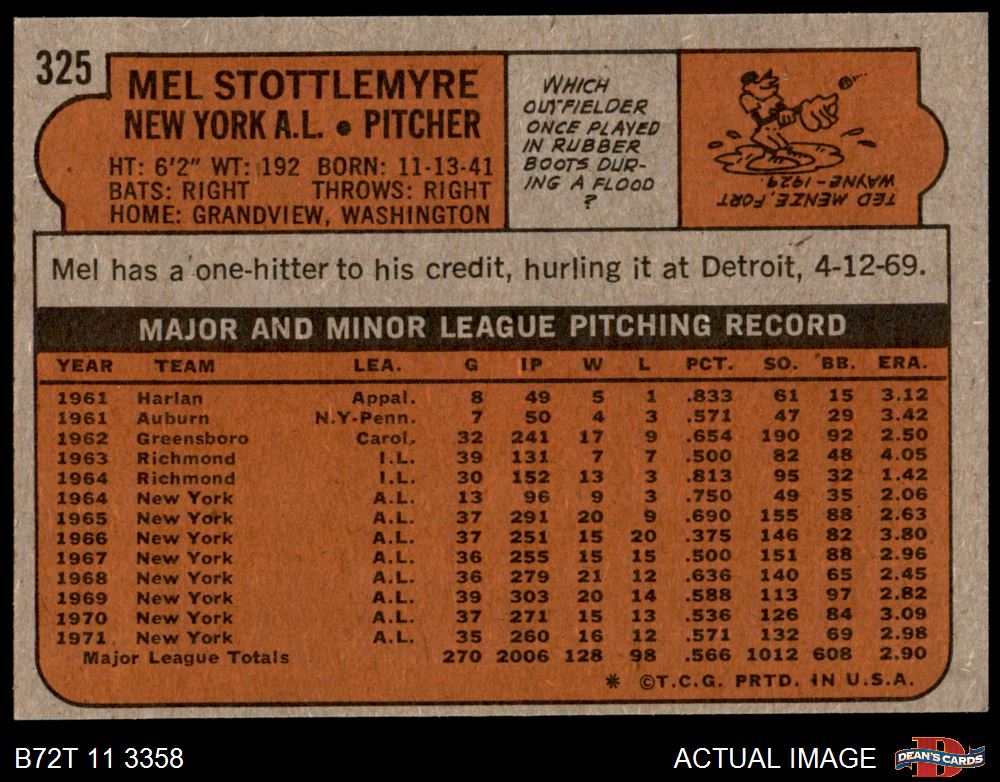 325
MEL STOTTLEMYRE
NEW YORK A.L. • PITCHER
HT: 6'2" WT: 192 BORN: 11-13-41
BATS: RIGHT THROWS: RIGHT
HOME: GRANDVIEW, WASHINGTON
WHICH
OUTFIELDER
ONCE PLAYED
IN RUBBER
BOOTS DUR-
ING A FLOOD
?
TED MENZE, FORT
WAYNE - 1929.
Mel has a one-hitter to his credit, hurling it at Detroit, 4-12-69.
MAJOR AND MINOR LEAGUE PITCHING RECORD
YEAR TEAM LEA. G IP W L PCT. SO. BB. ERA.
1961 Harlan Appal. 8 49 5 1 .833 61 15 3.12
1961 Auburn N.Y-Penn. 7 50 4 3 .571 47 29 3.42
1962 Greensboro Carol. 32 241 17 9 .654 190 92 2.50
1963 Richmond I.L. 39 131 7 7 .500 82 48 4.05
1964 Richmond I.L. 30 152 13 3 .813 95 32 1.42
1964 New York A.L. 13 96 9 3 .750 49 35 2.06
1965 New York A.L. 37 291 20 9 .690 155 88 2.63
1966 New York A.L. 37 251 15 20 .375 146 82 3.80
1967 New York A.L. 36 255 15 15 .500 151 88 2.96
1968 New York A.L. 36 279 21 12 .636 140 65 2.45
1969 New York A.L. 39 303 20 14 .588 113 97 2.82
1970 New York A.L. 37 271 15 13 .536 126 84 3.09
1971 New York A.L. 35 260 16 12 .571 132 69 2.98
Major League Totals 270 2006 128 98 .566 1012 608 2.90
* ©T.C.G. PRTD. IN U.S.A.
B72T 11 3358
ACTUAL IMAGE
D
DEAN'S CARDS